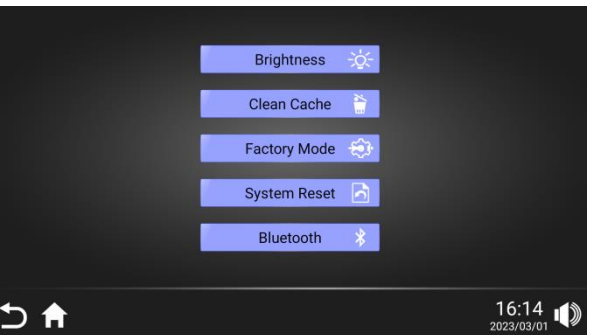 Brightness
Clean Cache
Factory Mode
System Reset
Bluetooth
16:14
2023/03/01